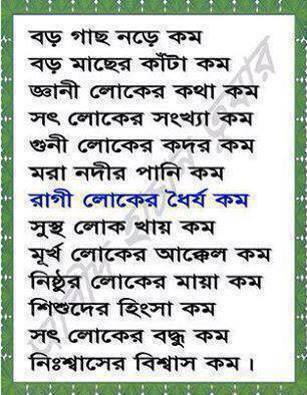 বড় গাছ নড়ে কম
বড় মাছের কাঁটা কম
জ্ঞানী লোকের কথা কম
সৎ লোকের সংখ্যা কম
গুনী লোকের কদর কম
মরা নদীর পানি কম
রাগী লোকের ধৈর্য কম
সুস্থ লোক খায় কম
মূর্খ লোকের আক্কেল কম
নিষ্ঠুর লোকের মায়া কম
শিশুদের হিংসা কম
সৎ লোকের বন্ধু কম
নিঃশ্বাসের বিশ্বাস কম ।